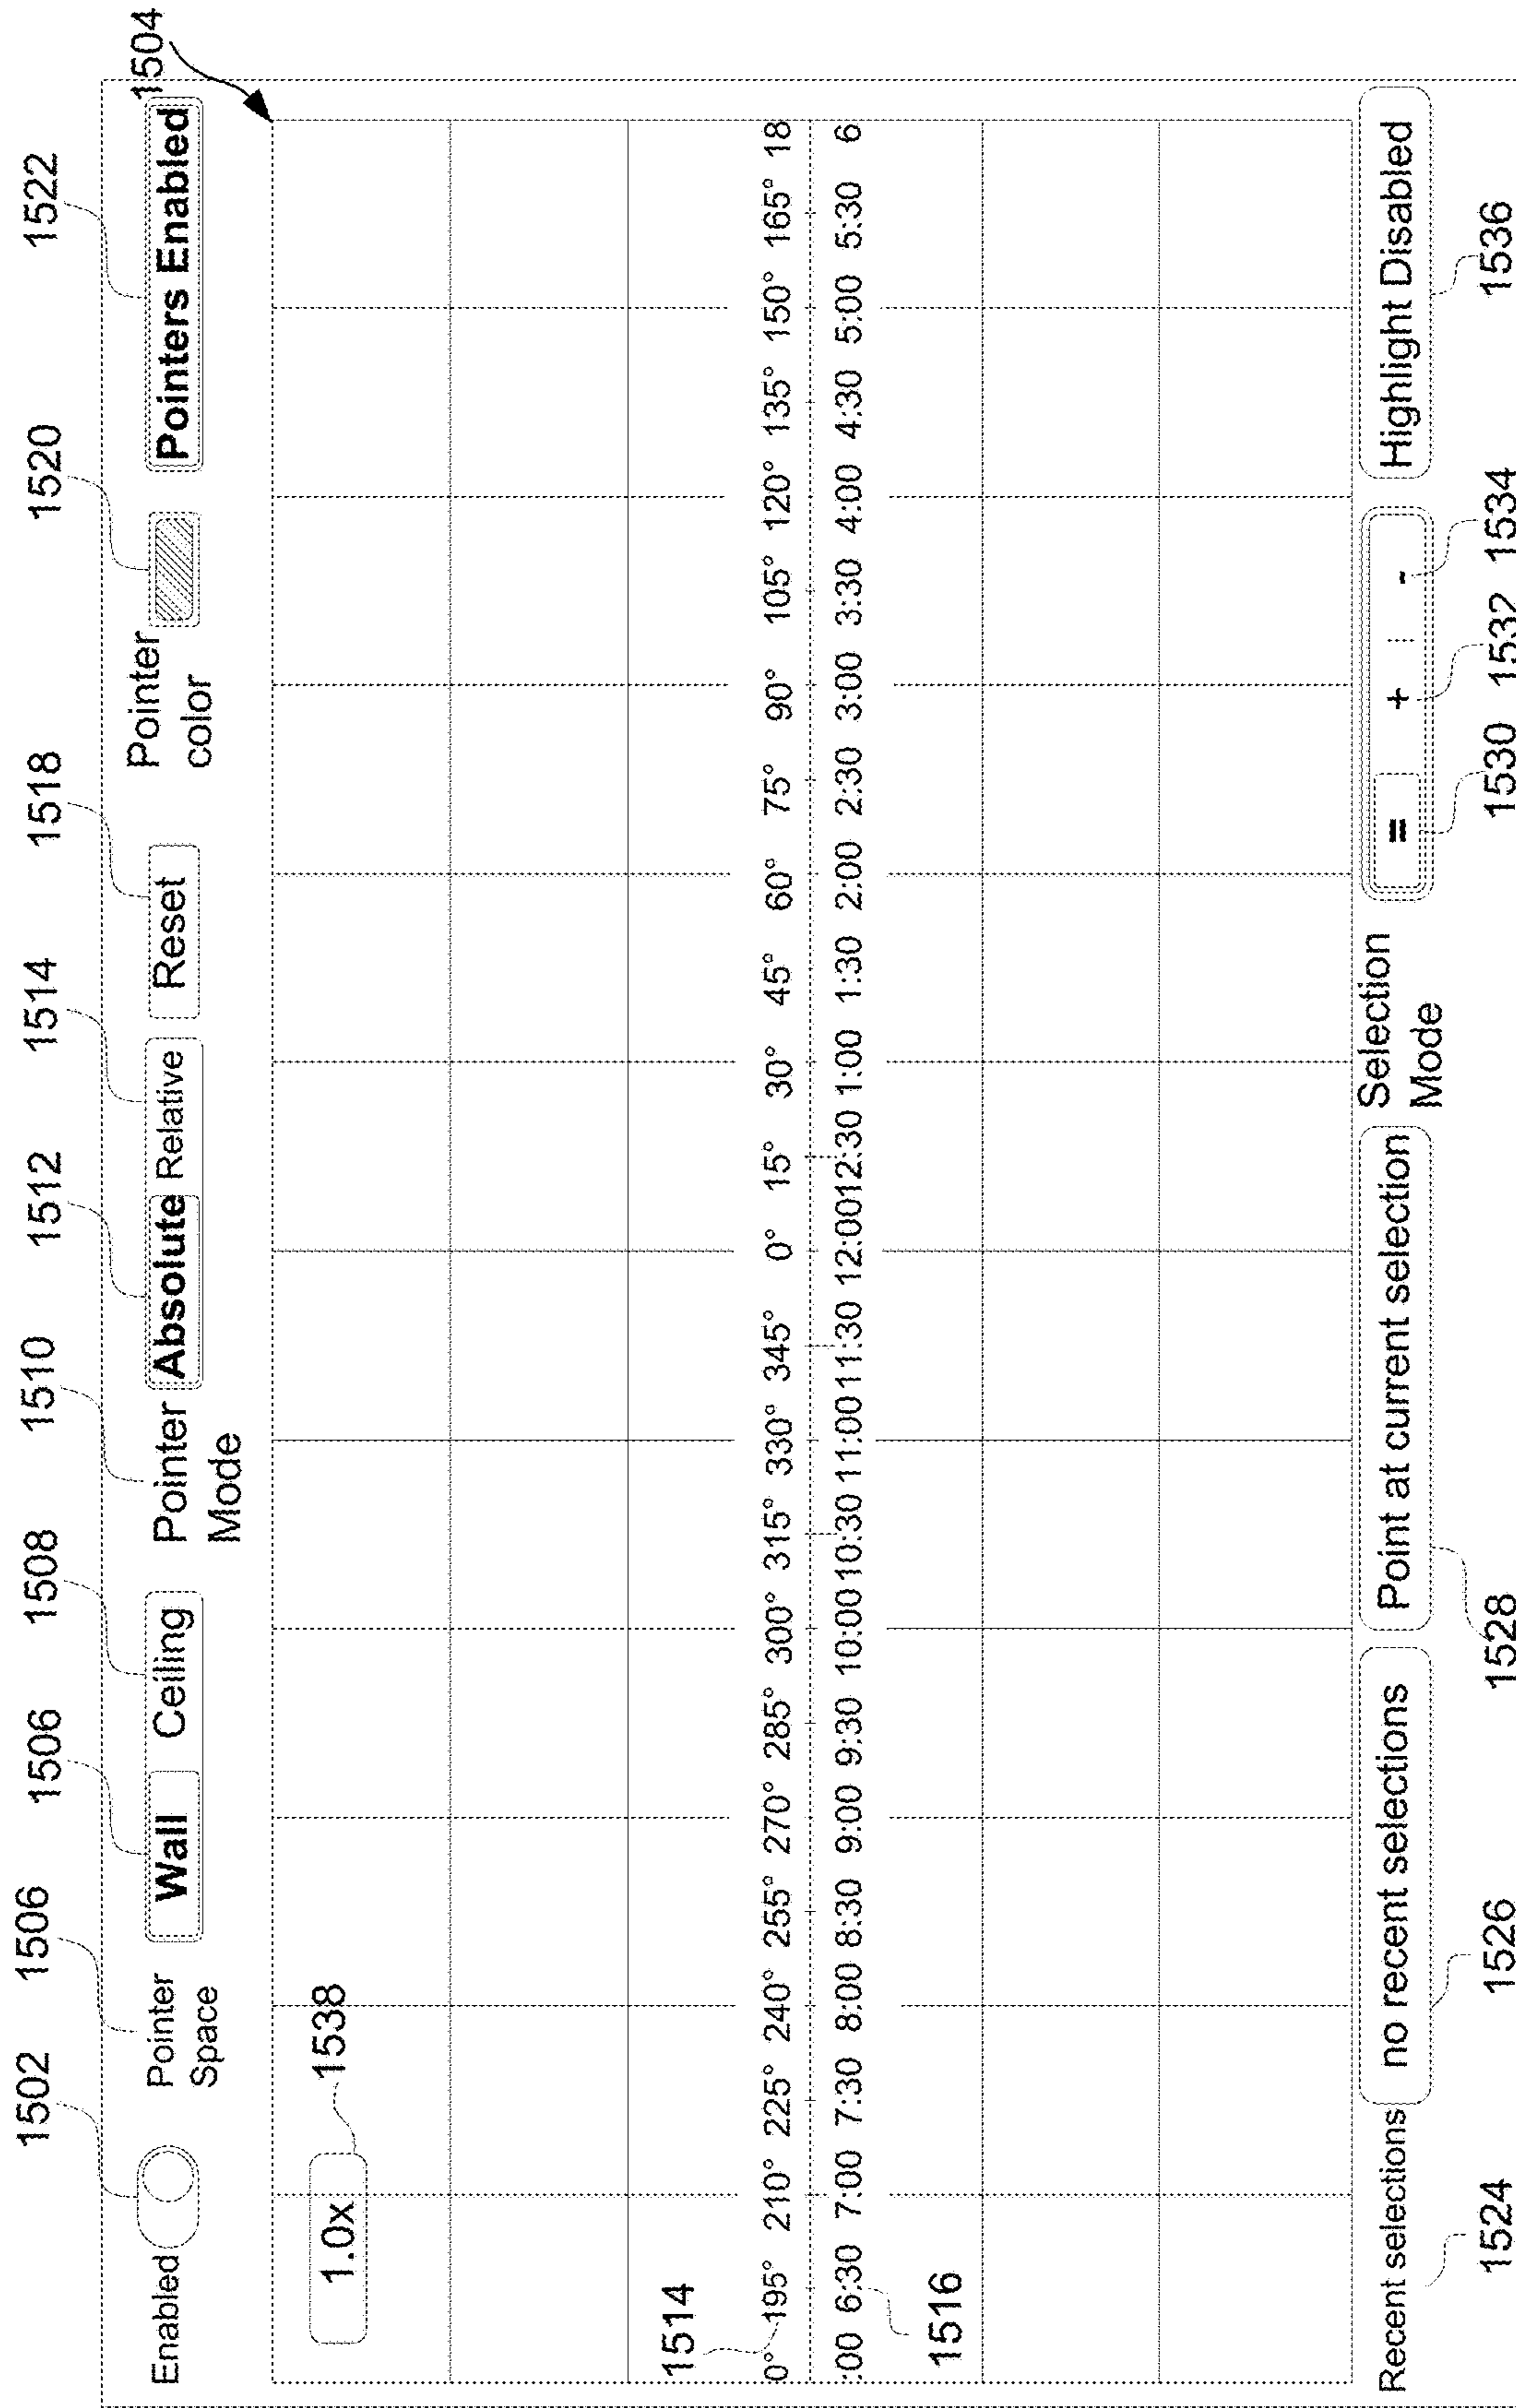 1502 1506 1506 1508 1510 1512 1514 1518 1520 1522
Enabled
Pointer
Space
Wall Ceiling
Pointer
Mode
Absolute Relative
Reset
Pointer
color
Pointers Enabled
1504
1.0x
1538
1514
0° 195° 210° 225° 240° 255° 270° 285° 300° 315° 330° 345° 0° 15° 30° 45° 60° 75° 90° 105° 120° 135° 150° 165° 18
:00 6:30 7:00 7:30 8:00 8:30 9:00 9:30 10:00 10:30 11:00 11:30 12:00 12:30 1:00 1:30 2:00 2:30 3:00 3:30 4:00 4:30 5:00 5:30 6
1516
Recent selections
no recent selections
Point at current selection
Selection
Mode
= + -
Highlight Disabled
1524 1526 1528 1530 1532 1534 1536